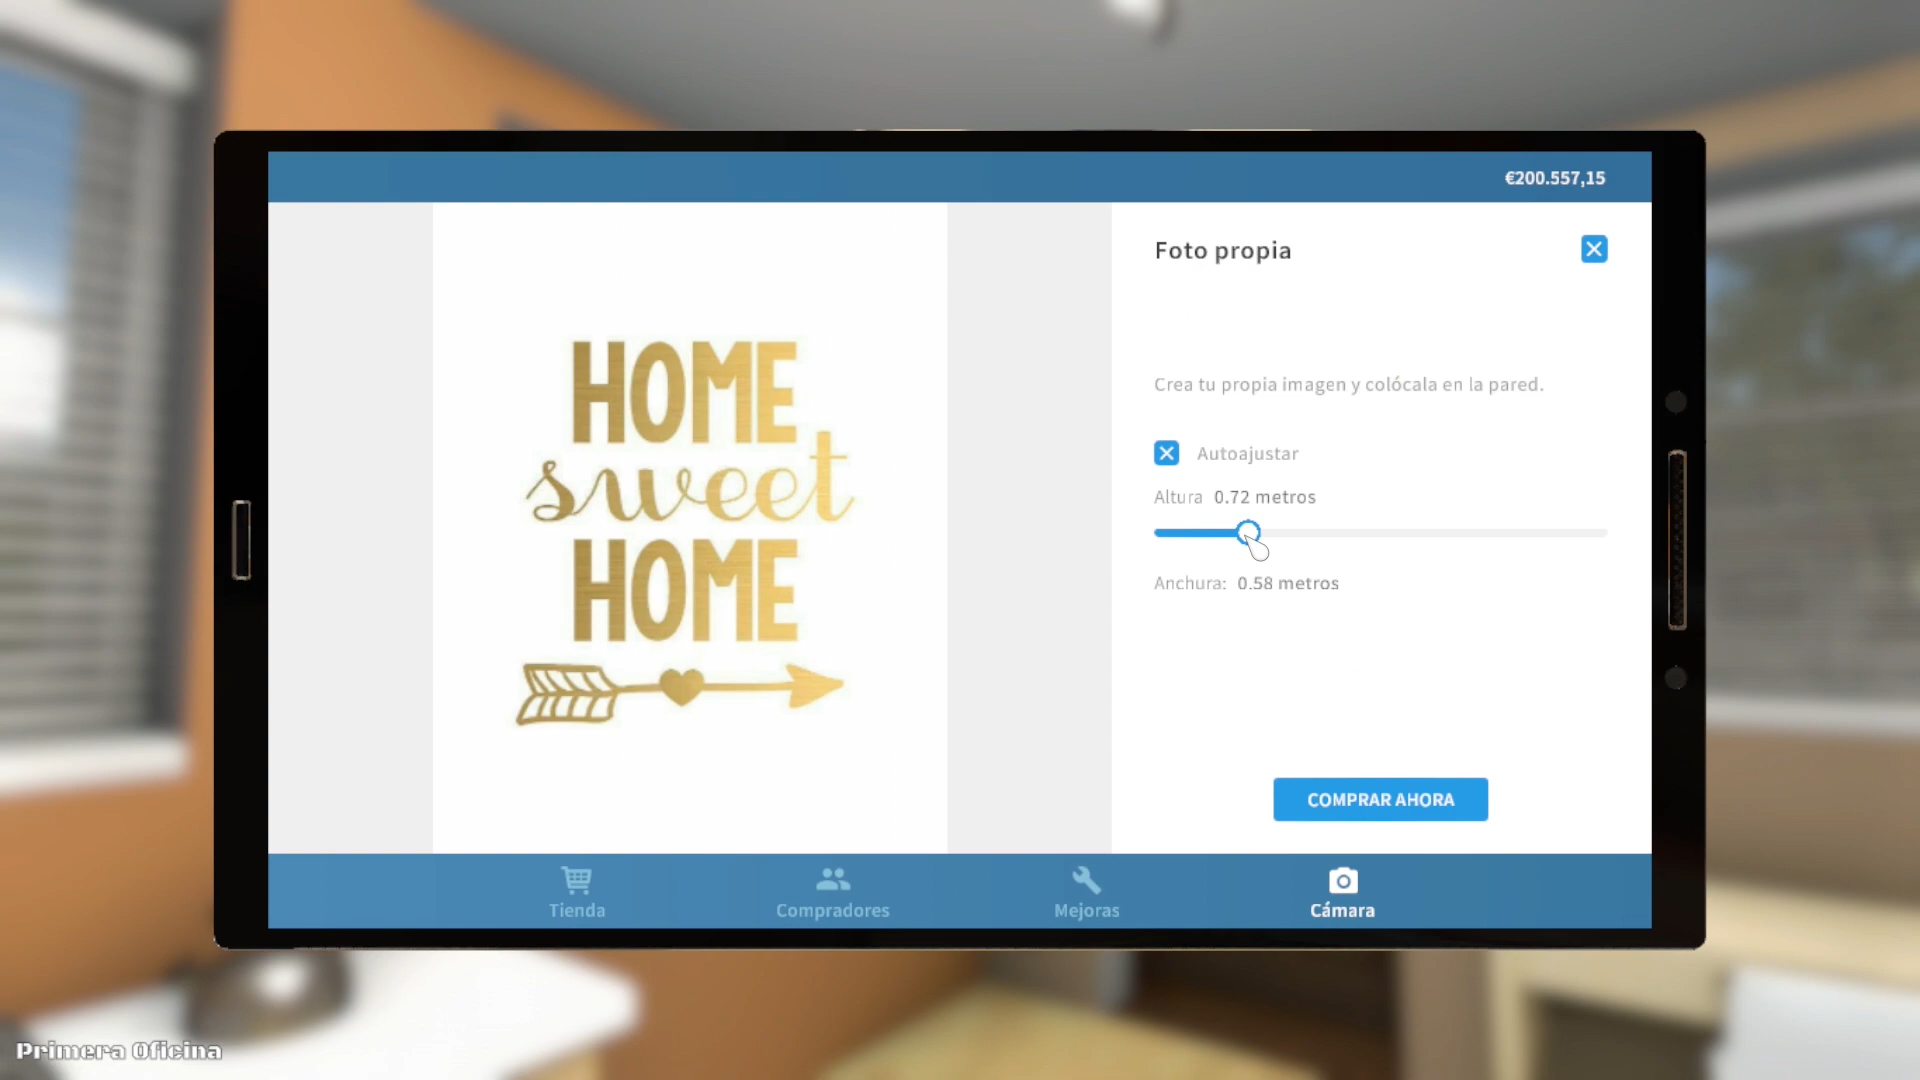 €200.557,15
HOME
sweet
HOME
Foto propia
Crea tu propia imagen y colócala en la pared.
Autoajustar
Altura 0.72 metros
Anchura: 0.58 metros
COMPRAR AHORA
Tienda
Compradores
Mejoras
Cámara
Primera Oficina